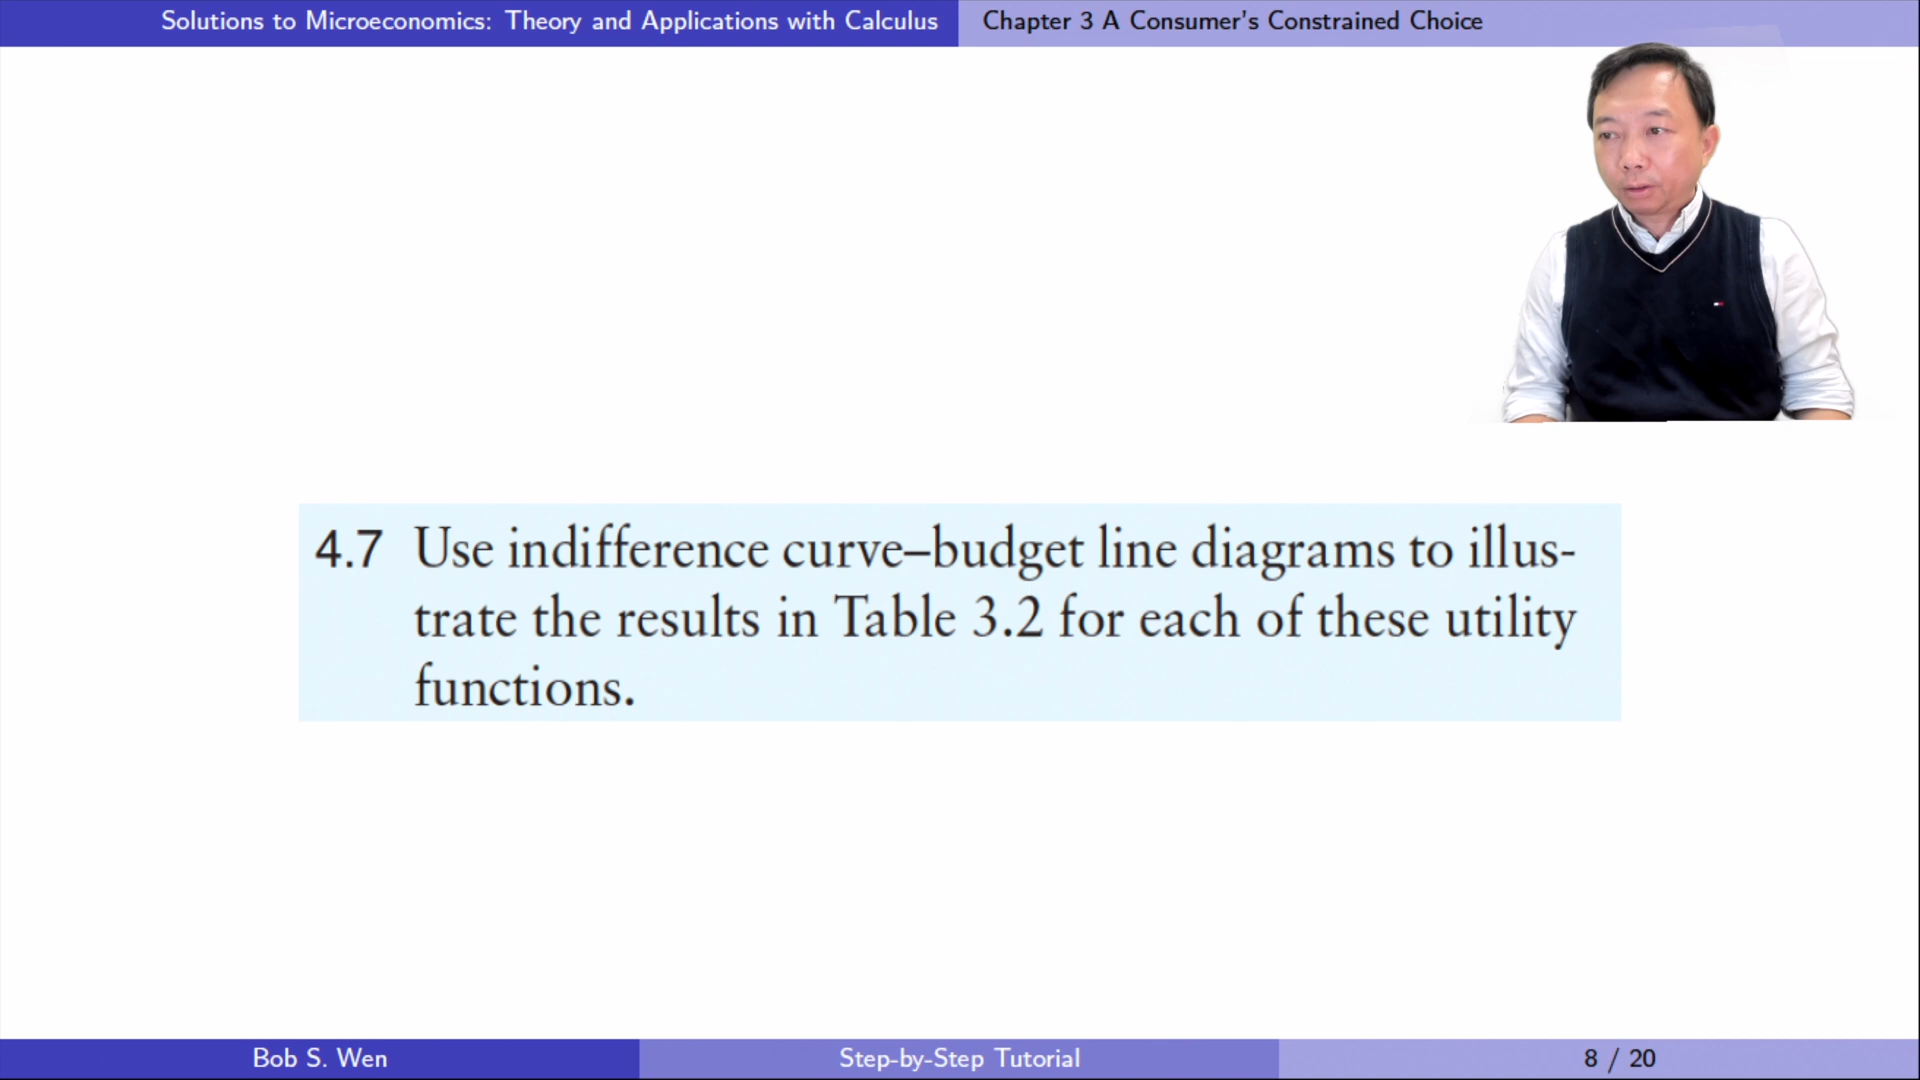 Solutions to Microeconomics: Theory and Applications with Calculus
Chapter 3 A Consumer's Constrained Choice
4.7 Use indifference curve–budget line diagrams to illus-
trate the results in Table 3.2 for each of these utility
functions.
Bob S. Wen
Step-by-Step Tutorial
8 / 20